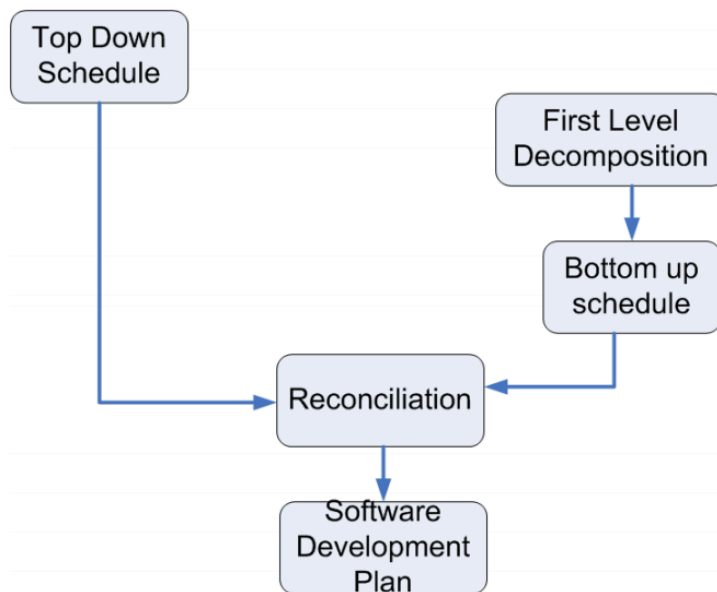 Top Down
Schedule
First Level
Decomposition
Bottom up
schedule
Reconciliation
Software
Development
Plan